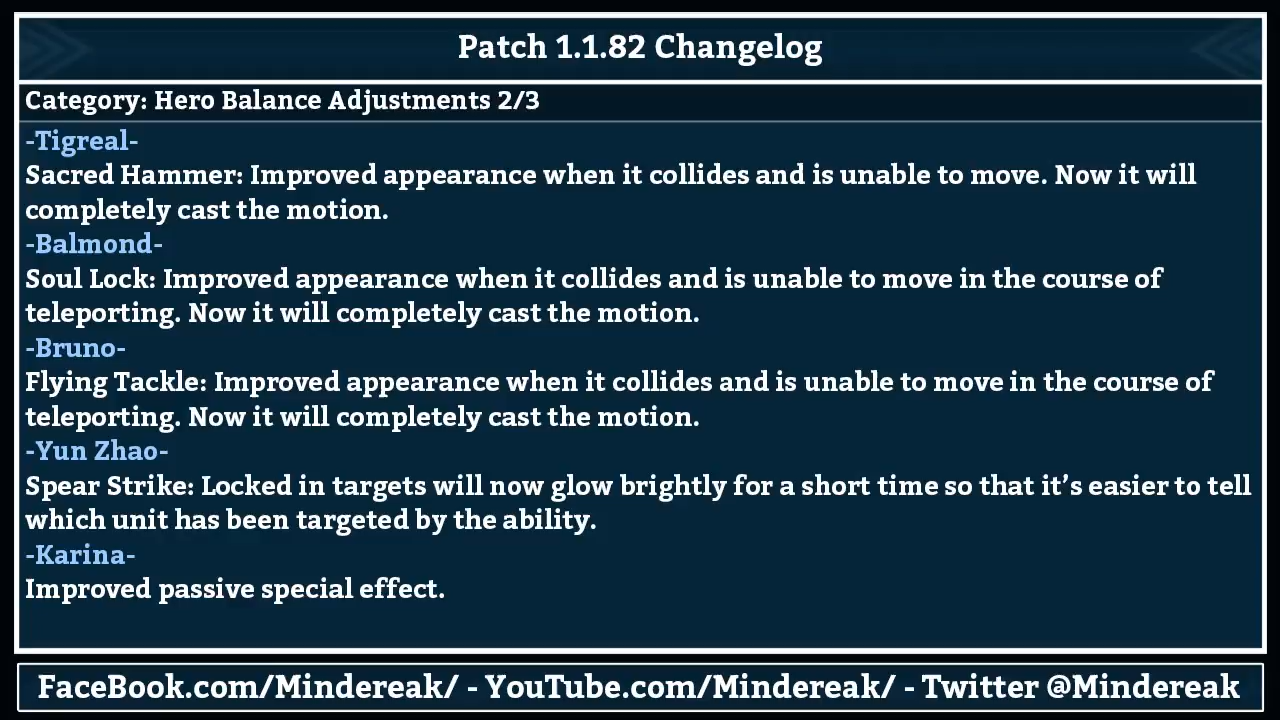 Patch 1.1.82 Changelog
Category: Hero Balance Adjustments 2/3
-Tigreal-
Sacred Hammer: Improved appearance when it collides and is unable to move. Now it will
completely cast the motion.
-Balmond-
Soul Lock: Improved appearance when it collides and is unable to move in the course of
teleporting. Now it will completely cast the motion.
-Bruno-
Flying Tackle: Improved appearance when it collides and is unable to move in the course of
teleporting. Now it will completely cast the motion.
-Yun Zhao-
Spear Strike: Locked in targets will now glow brightly for a short time so that it’s easier to tell
which unit has been targeted by the ability.
-Karina-
Improved passive special effect.
FaceBook.com/Mindereak/ - YouTube.com/Mindereak/ - Twitter @Mindereak